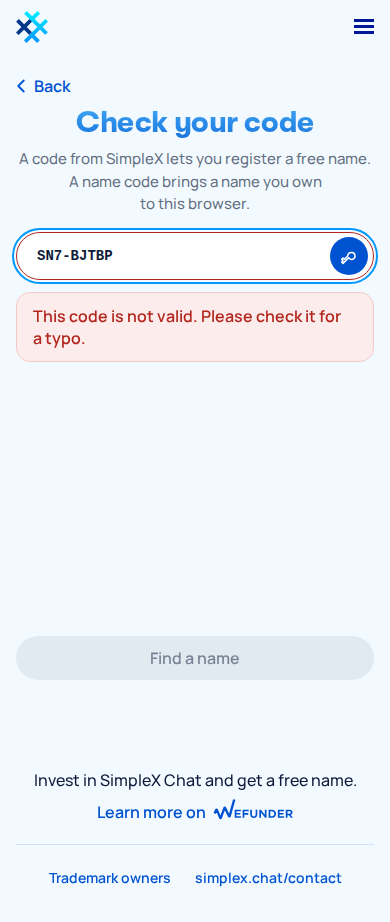 Back
Check your code
A code from SimpleX lets you register a free name.
A name code brings a name you own
to this browser.
SN7-BJTBP
This code is not valid. Please check it for
a typo.
Find a name
Invest in SimpleX Chat and get a free name.
Learn more on WEFUNDER
Trademark owners simplex.chat/contact